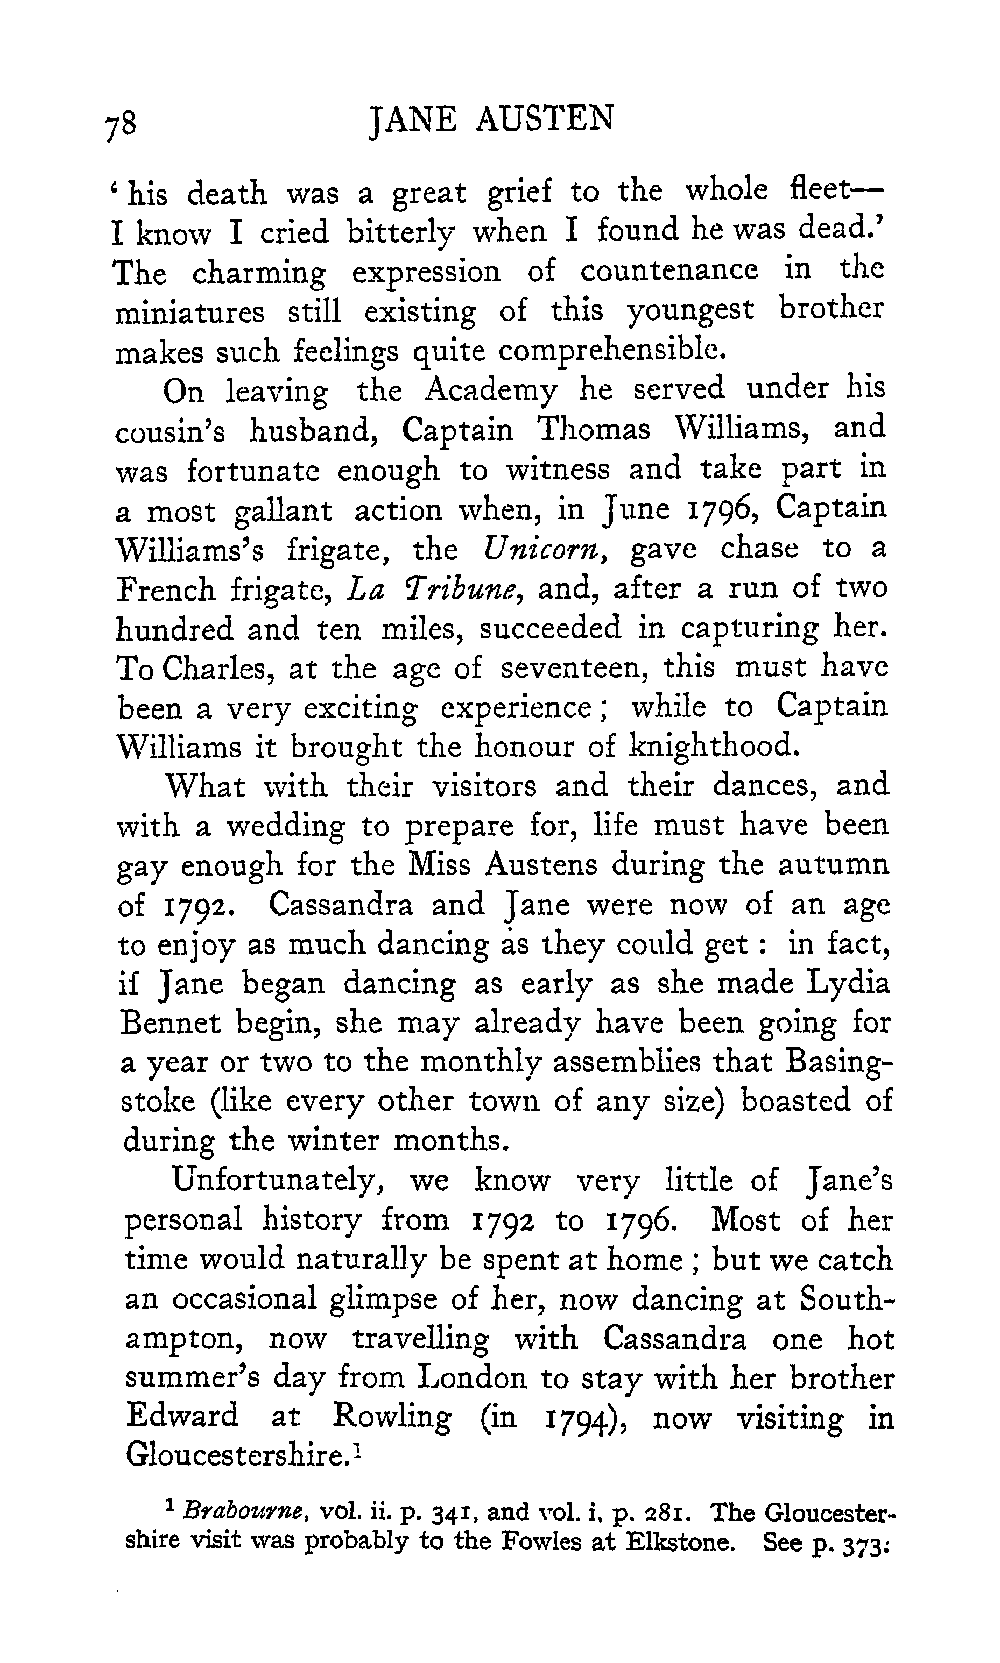 78 JANE AUSTEN
‘ his death was a great grief to the whole fleet—
I know I cried bitterly when I found he was dead.’
The charming expression of countenance in the
miniatures still existing of this youngest brother
makes such feelings quite comprehensible.
On leaving the Academy he served under his
cousin’s husband, Captain Thomas Williams, and
was fortunate enough to witness and take part in
a most gallant action when, in June 1796, Captain
Williams’s frigate, the Unicorn, gave chase to a
French frigate, La Tribune, and, after a run of two
hundred and ten miles, succeeded in capturing her.
To Charles, at the age of seventeen, this must have
been a very exciting experience ; while to Captain
Williams it brought the honour of knighthood.
What with their visitors and their dances, and
with a wedding to prepare for, life must have been
gay enough for the Miss Austens during the autumn
of 1792. Cassandra and Jane were now of an age
to enjoy as much dancing as they could get : in fact,
if Jane began dancing as early as she made Lydia
Bennet begin, she may already have been going for
a year or two to the monthly assemblies that Basing-
stoke (like every other town of any size) boasted of
during the winter months.
Unfortunately, we know very little of Jane’s
personal history from 1792 to 1796. Most of her
time would naturally be spent at home ; but we catch
an occasional glimpse of her, now dancing at South-
ampton, now travelling with Cassandra one hot
summer’s day from London to stay with her brother
Edward at Rowling (in 1794), now visiting in
Gloucestershire.¹
¹ Brabourne, vol. ii. p. 341, and vol. i. p. 281. The Gloucester-
shire visit was probably to the Fowles at Elkstone. See p. 373.